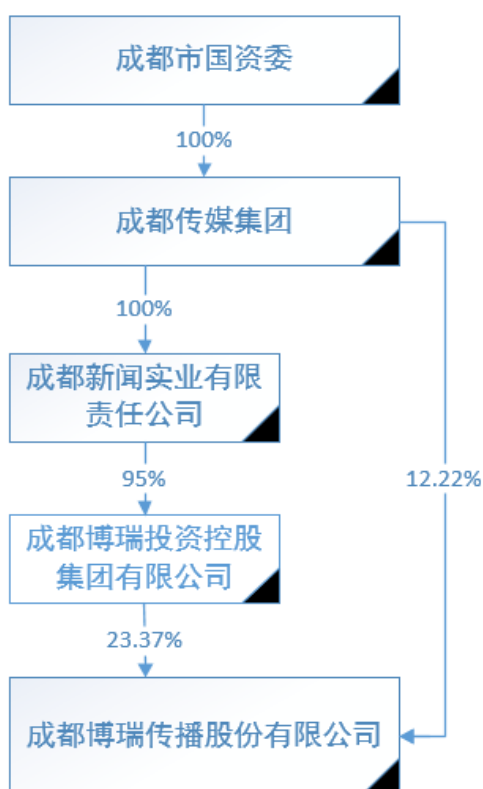 成都市国资委
100%
成都传媒集团
100%
成都新闻实业有限
责任公司
95%
12.22%
成都博瑞投资控股
集团有限公司
23.37%
成都博瑞传播股份有限公司